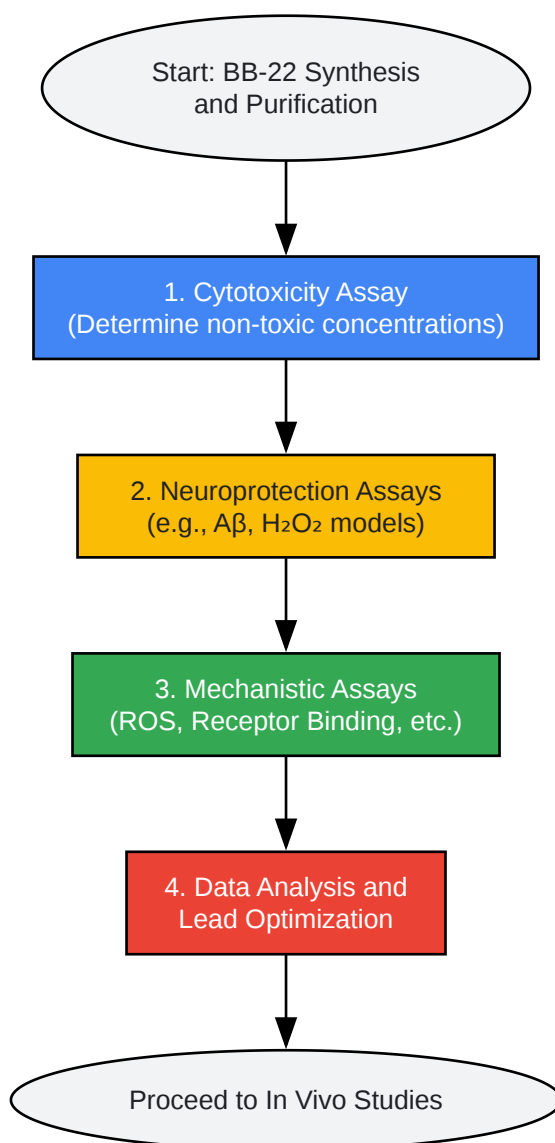 Start: BB-22 Synthesis
and Purification
1. Cytotoxicity Assay
(Determine non-toxic concentrations)
2. Neuroprotection Assays
(e.g., Aβ, H₂O₂ models)
3. Mechanistic Assays
(ROS, Receptor Binding, etc.)
4. Data Analysis and
Lead Optimization
Proceed to In Vivo Studies